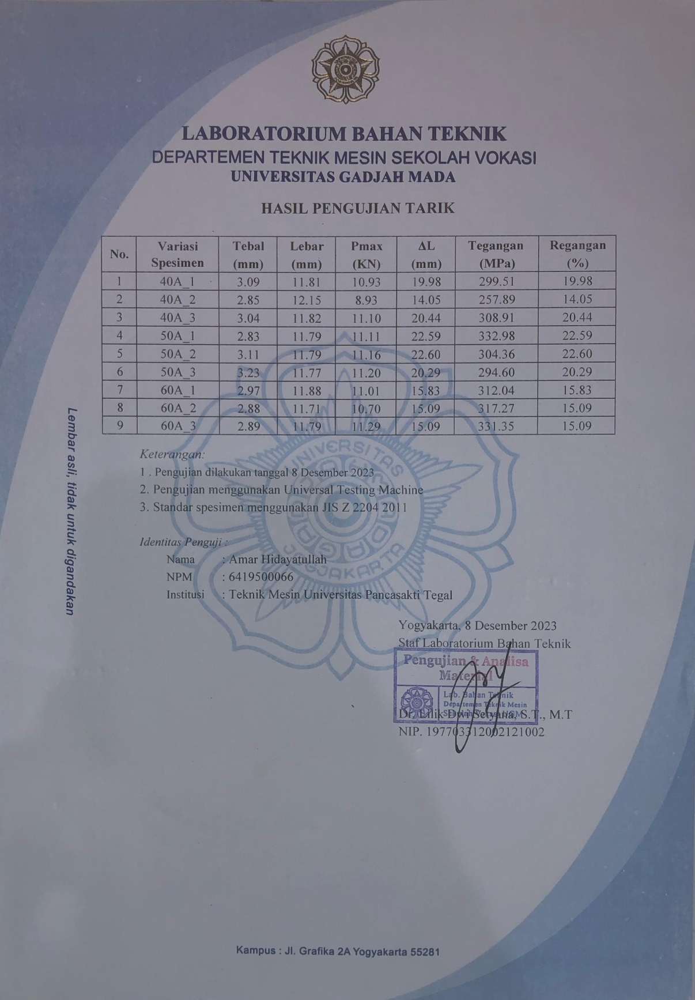 LABORATORIUM BAHAN TEKNIK
DEPARTEMEN TEKNIK MESIN SEKOLAH VOKASI
UNIVERSITAS GADJAH MADA
HASIL PENGUJIAN TARIK
No. Variasi Spesimen Tebal (mm) Lebar (mm) Pmax (KN) ΔL (mm) Tegangan (MPa) Regangan (%)
1 40A_1 3.09 11.81 10.93 19.98 299.51 19.98
2 40A_2 2.85 12.15 8.93 14.05 257.89 14.05
3 40A_3 3.04 11.82 11.10 20.44 308.91 20.44
4 50A_1 2.83 11.79 11.11 22.59 332.98 22.59
5 50A_2 3.11 11.79 11.16 22.60 304.36 22.60
6 50A_3 3.23 11.77 11.20 20.29 294.60 20.29
7 60A_1 2.97 11.88 11.01 15.83 312.04 15.83
8 60A_2 2.88 11.71 10.70 15.09 317.27 15.09
9 60A_3 2.89 11.79 11.29 15.09 331.35 15.09
Keterangan:
1 . Pengujian dilakukan tanggal 8 Desember 2023
2. Pengujian menggunakan Universal Testing Machine
3. Standar spesimen menggunakan JIS Z 2204 2011
Identitas Penguji :
Nama : Amar Hidayatullah
NPM : 6419500066
Institusi : Teknik Mesin Universitas Pancasakti Tegal
Yogyakarta, 8 Desember 2023
Staf Laboratorium Bahan Teknik
Pengujian & Analisa
Material
Lab. Bahan Teknik
Departemen Teknik Mesin
Dr. Lilik Dwi Setyana, S.T., M.T
NIP. 197703312002121002
Lembar asli, tidak untuk digandakan
UNIVERSITAS
GADJAH MADA
JOGJAKARTA
Kampus : Jl. Grafika 2A Yogyakarta 55281